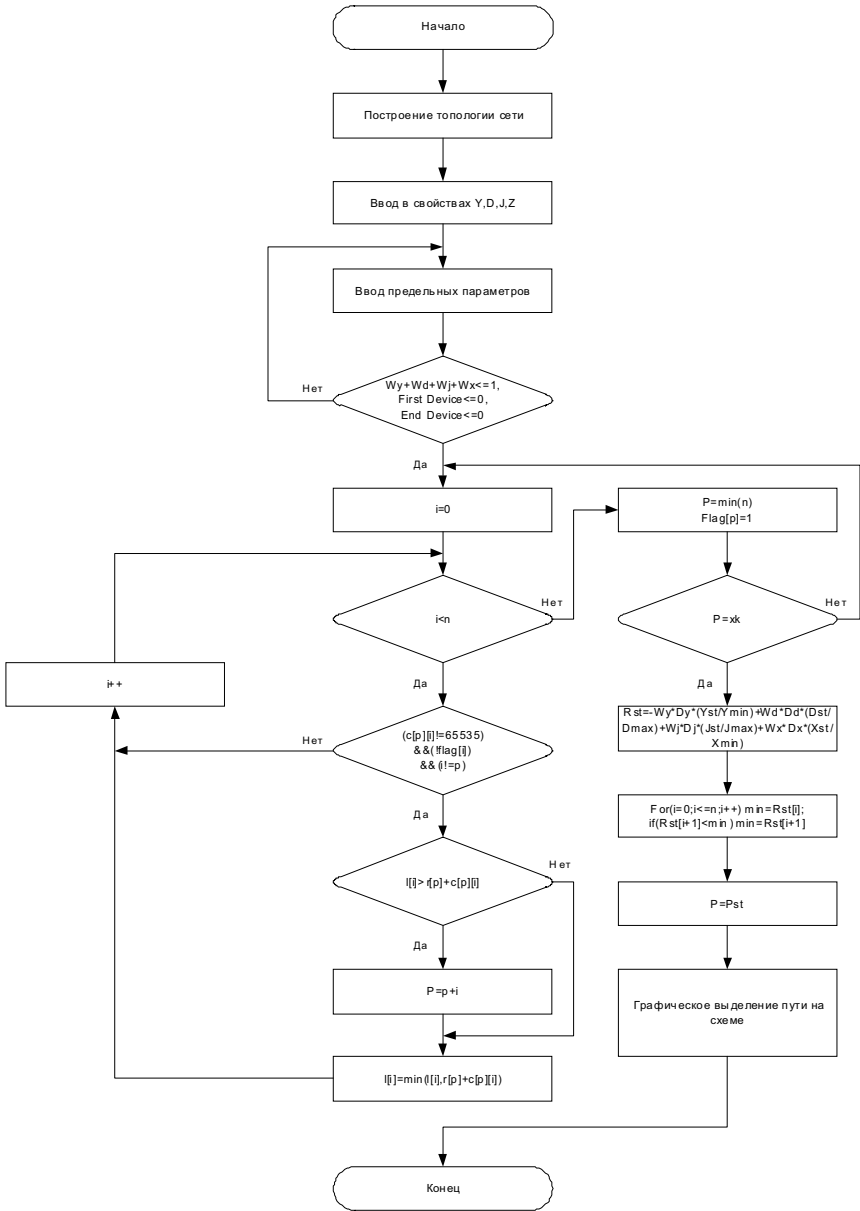 Начало
Построение топологии сети
Ввод в свойствах Y,D,J,Z
Ввод предельных параметров
Нет
Wy+Wd+Wj+Wx<=1,
First Device<=0,
End Device<=0
Да
i=0
P=min(n)
Flag[p]=1
i<n
Нет
P=xk
Нет
i++
Да
Да
Нет
(c[p][i]!=65535)
&&(!flag[i])
&&(i!=p)
Rst=-Wy*Dy*(Yst/Ymin)+Wd*Dd*(Dst/
Dmax)+Wj*Dj*(Jst/Jmax)+Wx*Dx*(Xst/
Xmin)
Да
For(i=0;i<=n;i++) min=Rst[i];
if(Rst[i+1]<min) min=Rst[i+1]
l[i]>r[p]+c[p][i]
Нет
P=Pst
Да
P=p+i
Графическое выделение пути на
схеме
l[i]=min(l[i],r[p]+c[p][i])
Конец